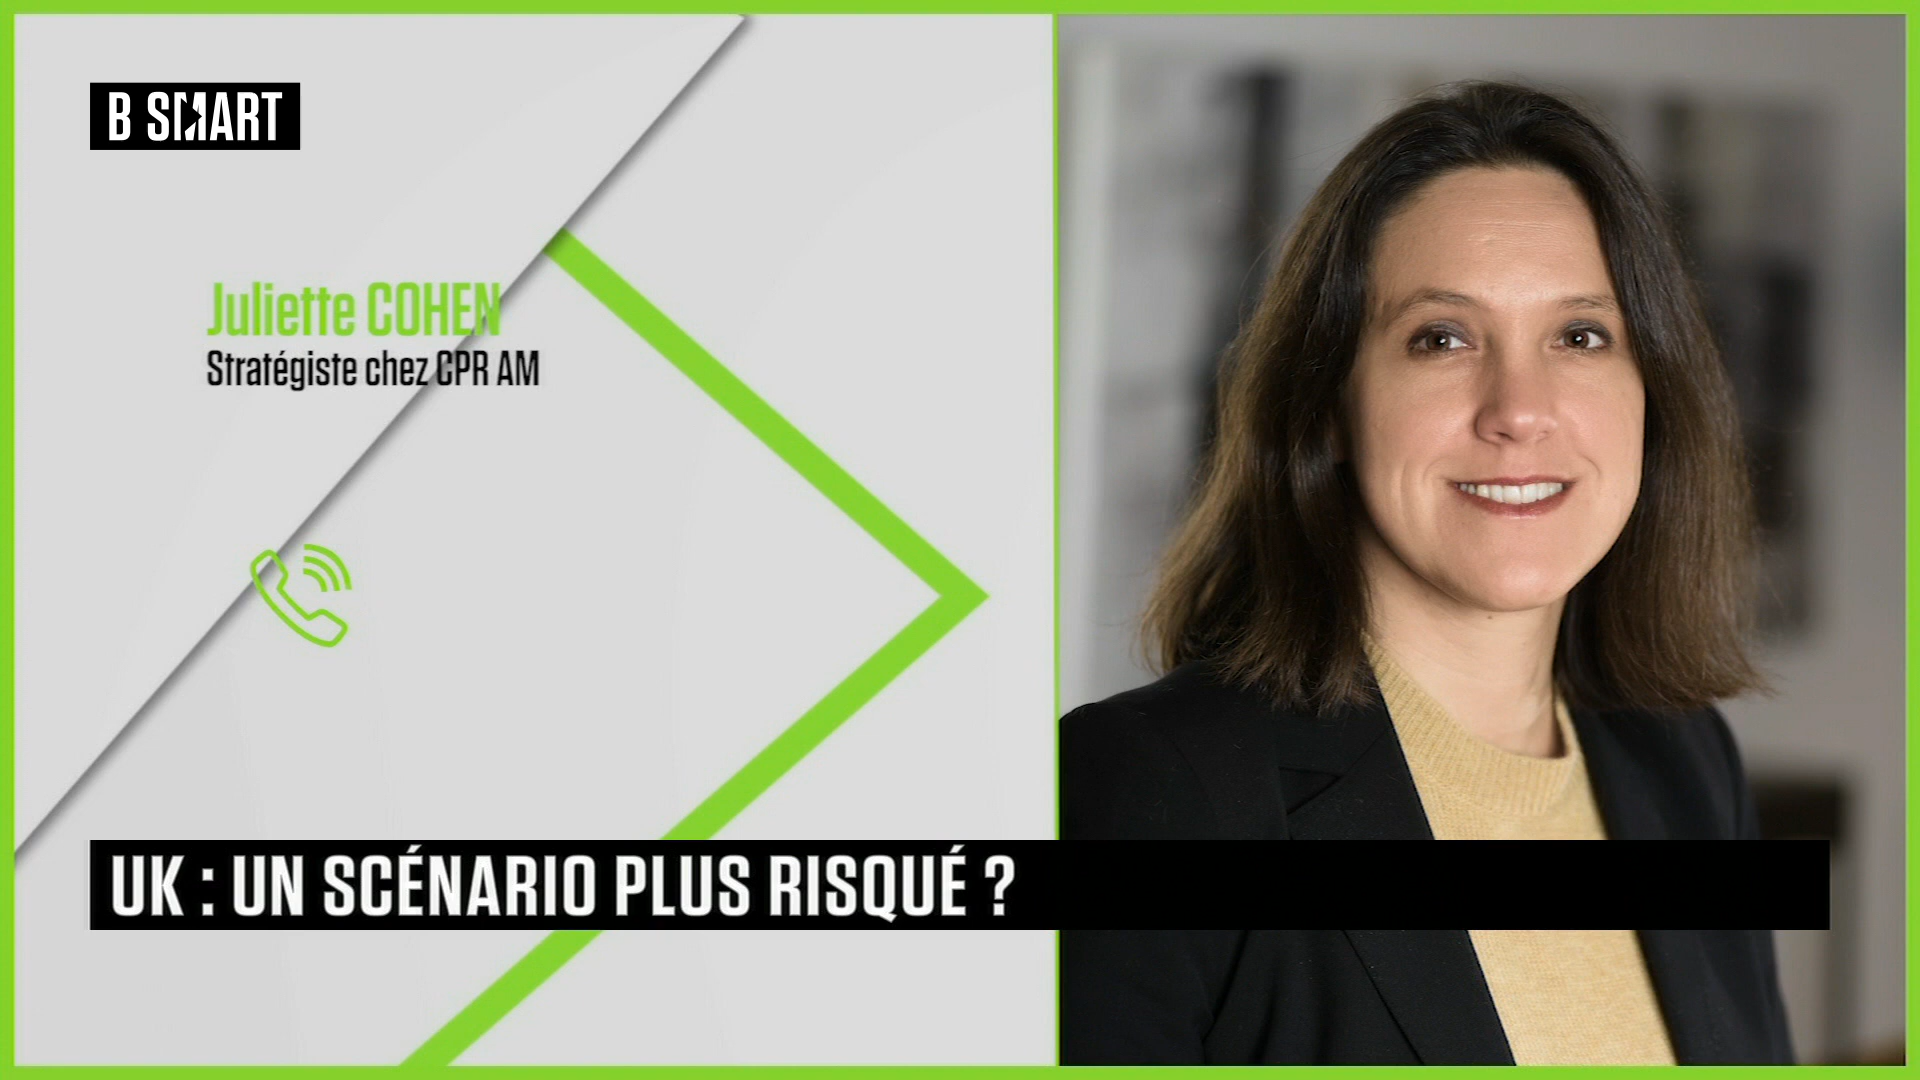 B SMART
Juliette COHEN
Stratégiste chez CPR AM
UK : UN SCÉNARIO PLUS RISQUÉ ?